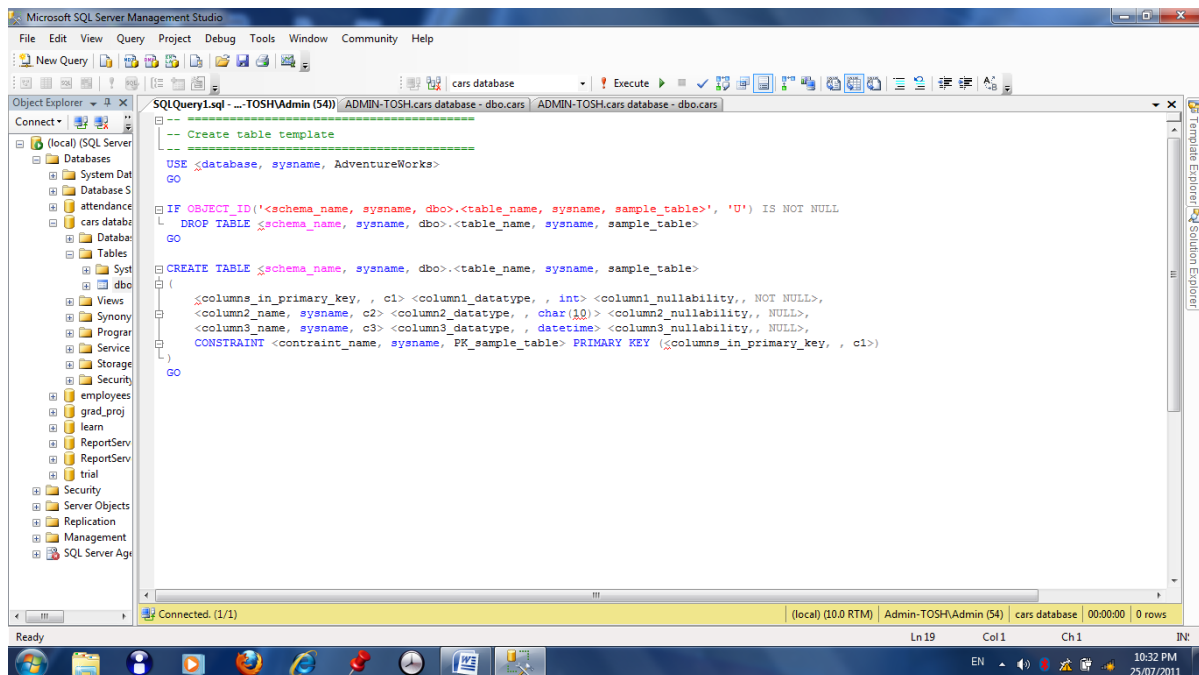 Microsoft SQL Server Management Studio
File Edit View Query Project Debug Tools Window Community Help
New Query
cars database Execute
Object Explorer
SQLQuery1.sql - ...-TOSH\Admin (54)) ADMIN-TOSH.cars database - dbo.cars ADMIN-TOSH.cars database - dbo.cars
Connect
(local) (SQL Server
Databases
System Dat
Database S
attendance
cars databa
Databa
Tables
Syst
dbo
Views
Synony
Prograr
Service
Storage
Security
employees
grad_proj
learn
ReportServ
ReportServ
trial
Security
Server Objects
Replication
Management
SQL Server Age
-- =========================================
-- Create table template
-- =========================================
USE <database, sysname, AdventureWorks>
GO
IF OBJECT_ID('<schema_name, sysname, dbo>.<table_name, sysname, sample_table>', 'U') IS NOT NULL
DROP TABLE <schema_name, sysname, dbo>.<table_name, sysname, sample_table>
GO
CREATE TABLE <schema_name, sysname, dbo>.<table_name, sysname, sample_table>
(
<columns_in_primary_key, , c1> <column1_datatype, , int> <column1_nullability,, NOT NULL>,
<column2_name, sysname, c2> <column2_datatype, , char(10)> <column2_nullability,, NULL>,
<column3_name, sysname, c3> <column3_datatype, , datetime> <column3_nullability,, NULL>,
CONSTRAINT <contraint_name, sysname, PK_sample_table> PRIMARY KEY (<columns_in_primary_key, , c1>)
)
GO
Template Explorer
Solution Explorer
Connected. (1/1) (local) (10.0 RTM) Admin-TOSH\Admin (54) cars database 00:00:00 0 rows
Ready Ln 19 Col 1 Ch 1 INS
EN 10:32 PM
25/07/2011